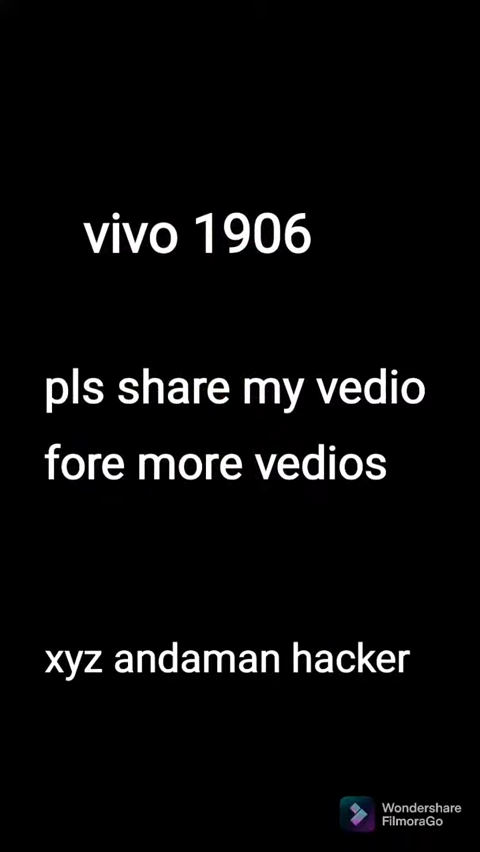 vivo 1906
pls share my vedio
fore more vedios
xyz andaman hacker
Wondershare
FilmoraGo